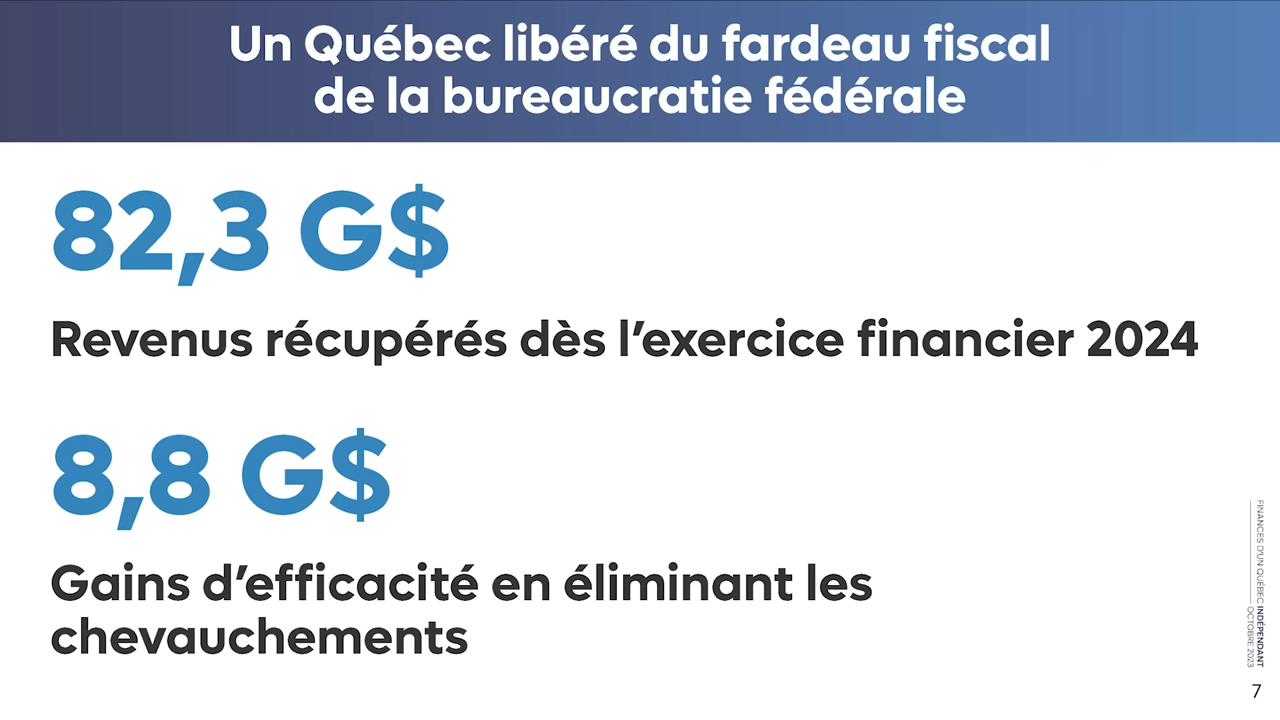 Un Québec libéré du fardeau fiscal
de la bureaucratie fédérale
82,3 G$
Revenus récupérés dès l’exercice financier 2024
8,8 G$
Gains d’efficacité en éliminant les
chevauchements
FINANCES D’UN QUÉBEC INDÉPENDANT
OCTOBRE 2023
7